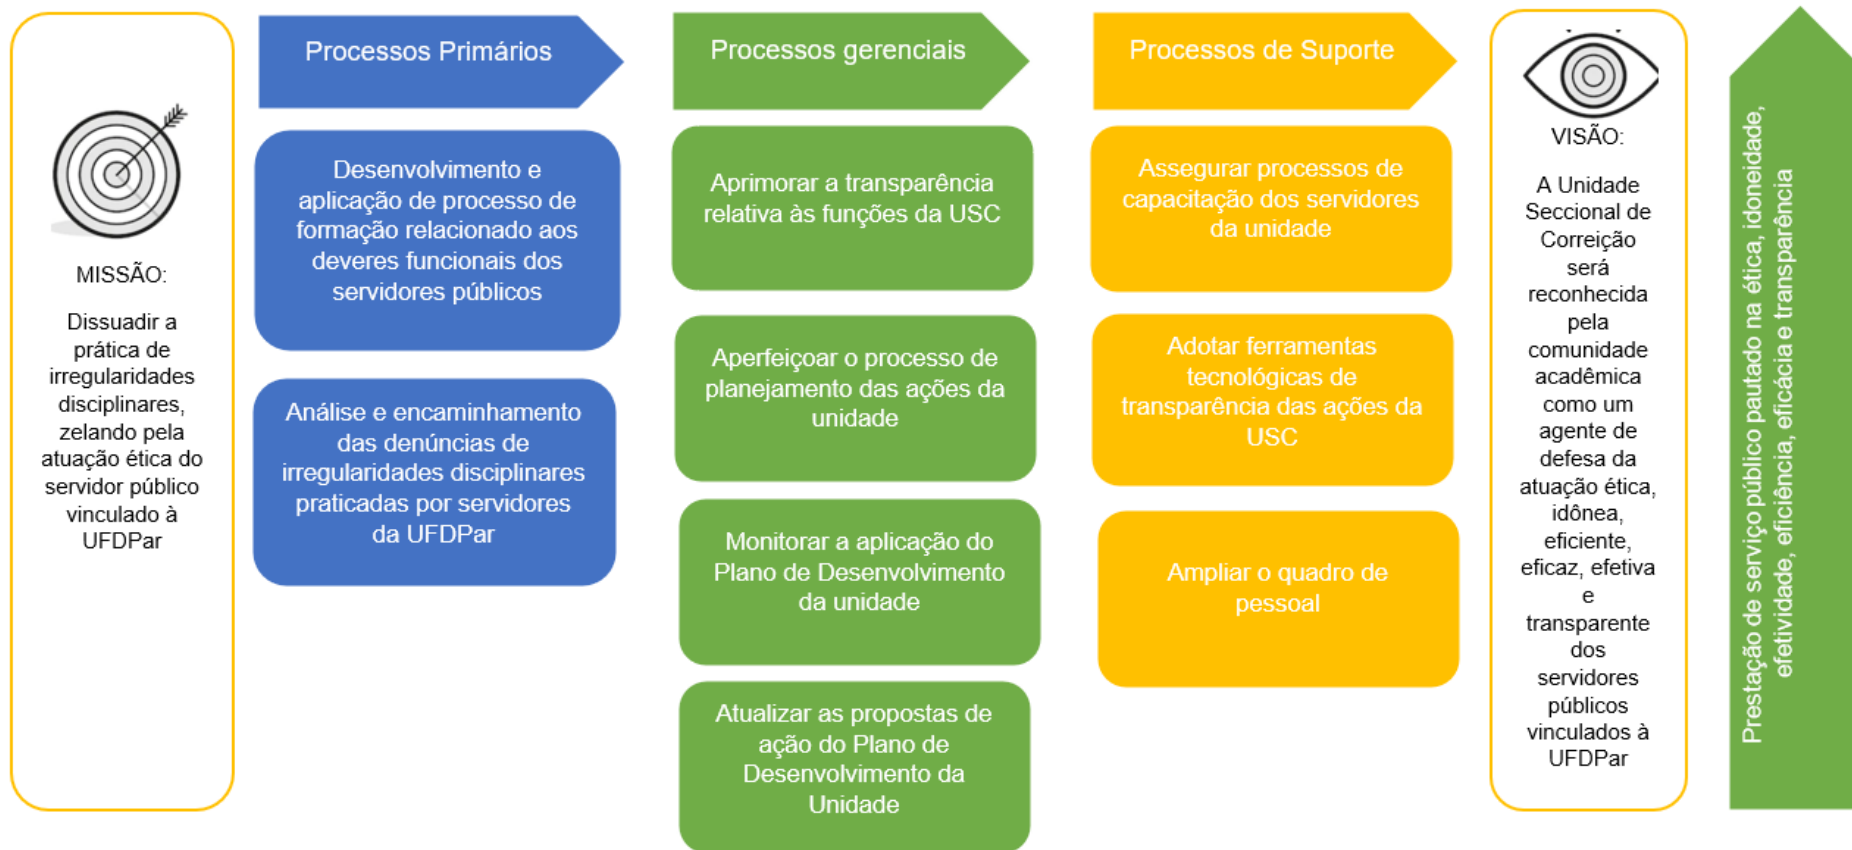 MISSÃO:
Dissuadir a
prática de
irregularidades
disciplinares,
zelando pela
atuação ética do
servidor público
vinculado à
UFDPar
Processos Primários
Desenvolvimento e
aplicação de processo de
formação relacionado aos
deveres funcionais dos
servidores públicos
Análise e encaminhamento
das denúncias de
irregularidades disciplinares
praticadas por servidores
da UFDPar
Processos gerenciais
Aprimorar a transparência
relativa às funções da USC
Aperfeiçoar o processo de
planejamento das ações da
unidade
Monitorar a aplicação do
Plano de Desenvolvimento
da unidade
Atualizar as propostas de
ação do Plano de
Desenvolvimento da
Unidade
Processos de Suporte
Assegurar processos de
capacitação dos servidores
da unidade
Adotar ferramentas
tecnológicas de
transparência das ações da
USC
Ampliar o quadro de
pessoal
VISÃO:
A Unidade
Seccional de
Correição
será
reconhecida
pela
comunidade
acadêmica
como um
agente de
defesa da
atuação ética,
idônea,
eficiente,
eficaz, efetiva
e
transparente
dos
servidores
públicos
vinculados à
UFDPar
Prestação de serviço público pautado na ética, idoneidade,
efetividade, eficiência, eficácia e transparência